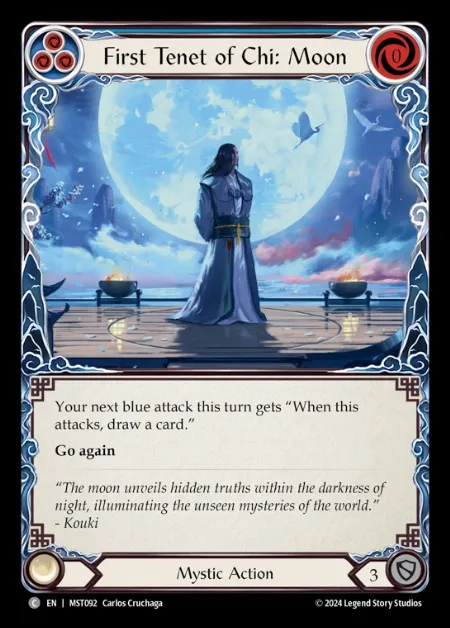 First Tenet of Chi: Moon
0
Your next blue attack this turn gets “When this
attacks, draw a card.”
Go again
“The moon unveils hidden truths within the darkness of
night, illuminating the unseen mysteries of the world.”
- Kouki
Mystic Action
3
C EN | MST092 Carlos Cruchaga
© 2024 Legend Story Studios